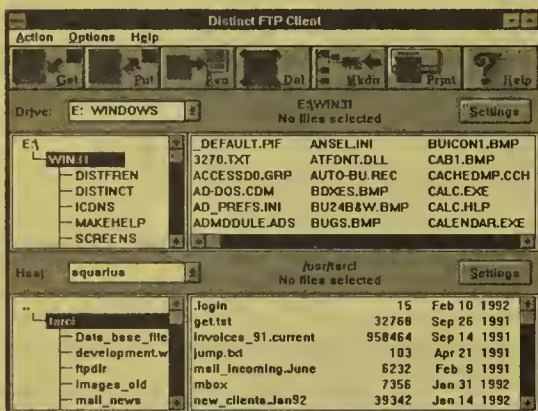 Distinct FTP Client
Action Options Help
Get Put Ren Del Mkdir Print Help
Drive: E: WINDOWS
E:\WIN31
No files selected
Settings
E:\
WIN31
DISTFREN
DISTINCT
ICONS
MAKEHELP
SCREENS
_DEFAULT.PIF ANSEL.INI BUICON1.BMP
3270.TXT ATFDNT.DLL CAB1.BMP
ACCESSD0.GRP AUTO-BU.REC CACHEDMP.CCH
AD-DOS.COM BOXES.BMP CALC.EXE
AD_PREFS.INI BU24B&W.BMP CALC.HLP
ADMODULE.ADS BUGS.BMP CALENDAR.EXE
Host: aquarius
/usr/tarci
No files selected
Settings
..
tarci
Data_base_file
development.w
ftpdir
images_old
mail_news
.login 15 Feb 10 1992
get.tst 32768 Sep 26 1991
invoices_91.current 958464 Sep 14 1991
jump.txt 103 Apr 21 1991
mail_incoming.June 6232 Feb 9 1991
mbox 7356 Jan 31 1992
new_clients.Jan92 39342 Jan 14 1992